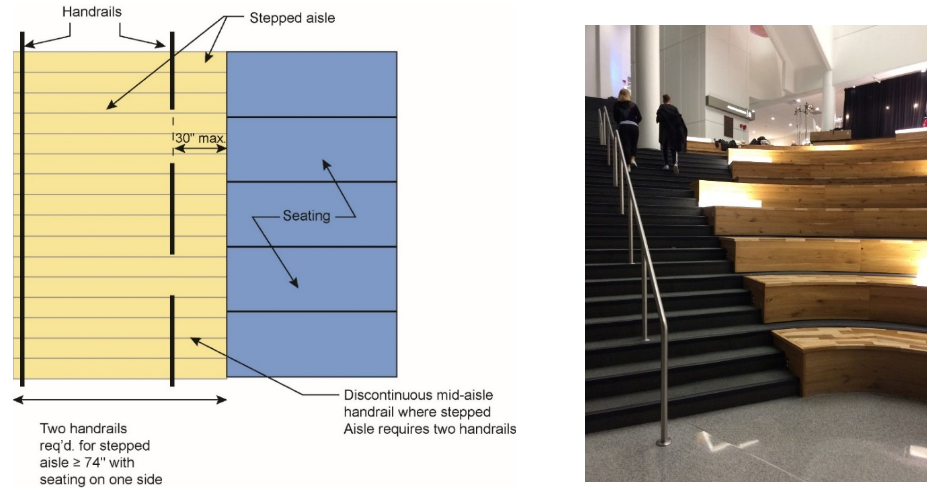 Handrails
Stepped aisle
30" max.
Seating
Discontinuous mid-aisle
handrail where stepped
Aisle requires two handrails
Two handrails
req'd. for stepped
aisle ≥ 74" with
seating on one side